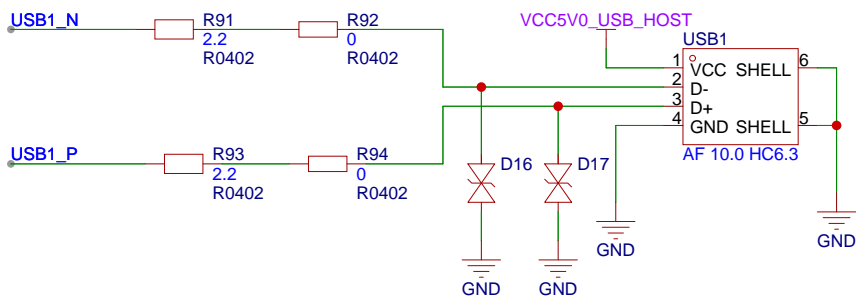 USB1_N
R91
2.2
R0402
R92
0
R0402
VCC5V0_USB_HOST
USB1
1 VCC SHELL 6
2 D-
3 D+
4 GND SHELL 5
AF 10.0 HC6.3
USB1_P
R93
2.2
R0402
R94
0
R0402
D16
D17
GND
GND
GND
GND